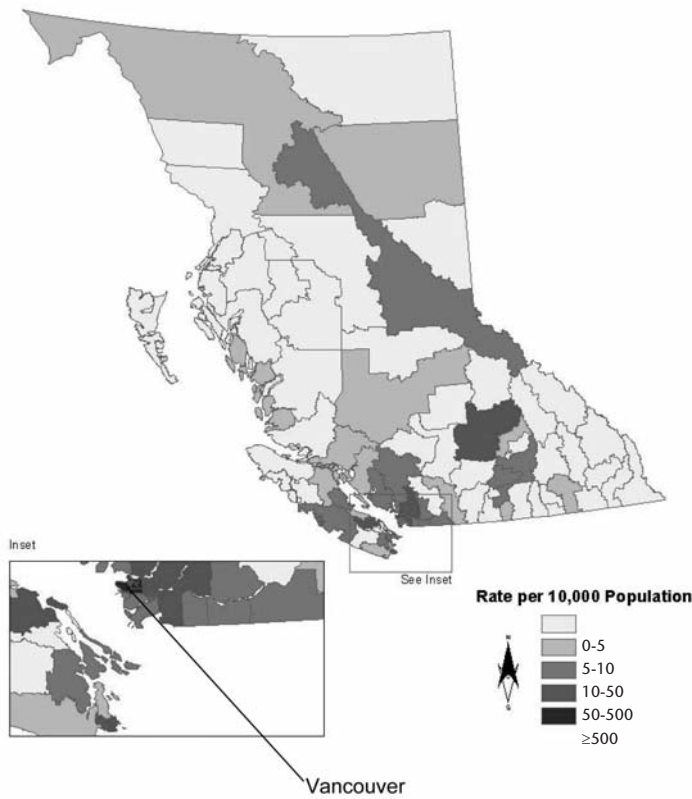 Inset
See Inset
Rate per 10,000 Population
N
0-5
5-10
10-50
50-500
≥500
Vancouver